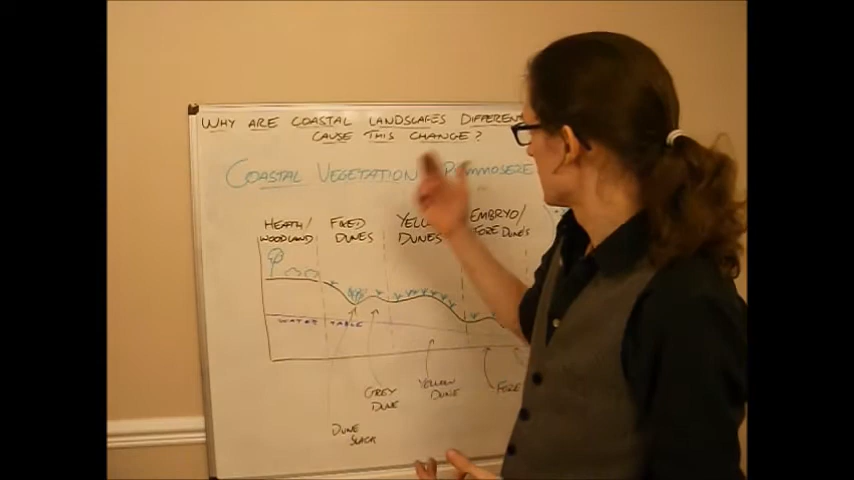 WHY ARE COASTAL LANDSCAPES DIFFERENT
CAUSE THIS CHANGE?
COASTAL VEGETATION PSAMMOSERE
HEATH/ FIXED EMBRYO/
WOODLAND DUNES DUNES FORE DUNES
WATER TABLE
GREY YELLOW FORE
DUNE DUNE
DUNE
SLACK